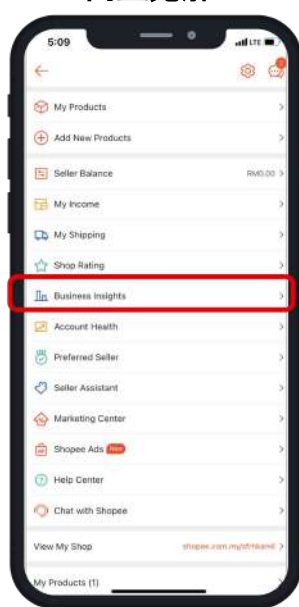 5:09
LTE
My Products
Add New Products
Seller Balance RM0.00
My Income
My Shipping
Shop Rating
Business Insights
Account Health
Preferred Seller
Seller Assistant
Marketing Center
Shopee Ads New
Help Center
Chat with Shopee
View My Shop
My Products (1)